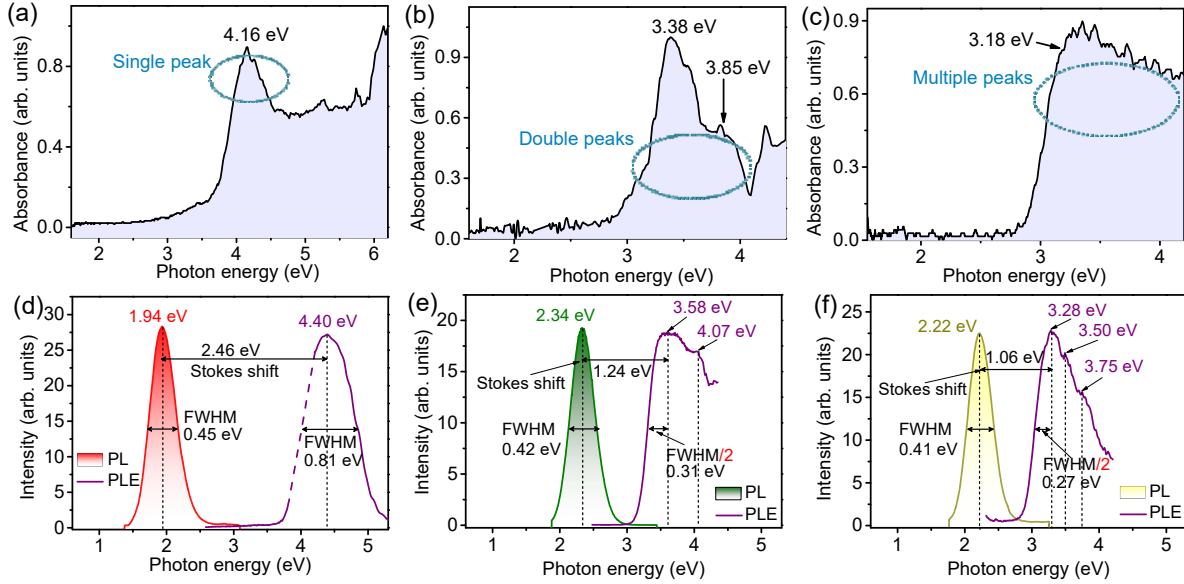 (a)
4.16 eV
Single peak
Absorbance (arb. units)
0.8
0.4
0.0
2 3 4 5 6
Photon energy (eV)
(b)
3.38 eV
3.85 eV
Double peaks
Absorbance (arb. units)
0.9
0.6
0.3
0.0
2 3 4
Photon energy (eV)
(c)
3.18 eV
Multiple peaks
Absorbance (arb. units)
0.9
0.6
0.3
0.0
2 3 4
Photon energy (eV)
(d)
1.94 eV
4.40 eV
2.46 eV
Stokes shift
FWHM
0.45 eV
FWHM
0.81 eV
PL
PLE
Intensity (arb. units)
30
25
20
15
10
5
0
1 2 3 4 5
Photon energy (eV)
(e)
2.34 eV
3.58 eV
4.07 eV
Stokes shift
1.24 eV
FWHM
0.42 eV
FWHM/2
0.31 eV
PL
PLE
Intensity (arb. units)
20
15
10
5
0
1 2 3 4 5
Photon energy (eV)
(f)
2.22 eV
3.28 eV
3.50 eV
3.75 eV
1.06 eV
Stokes shift
FWHM
0.41 eV
FWHM/2
0.27 eV
PL
PLE
Intensity (arb. units)
25
20
15
10
5
0
1 2 3 4 5
Photon energy (eV)